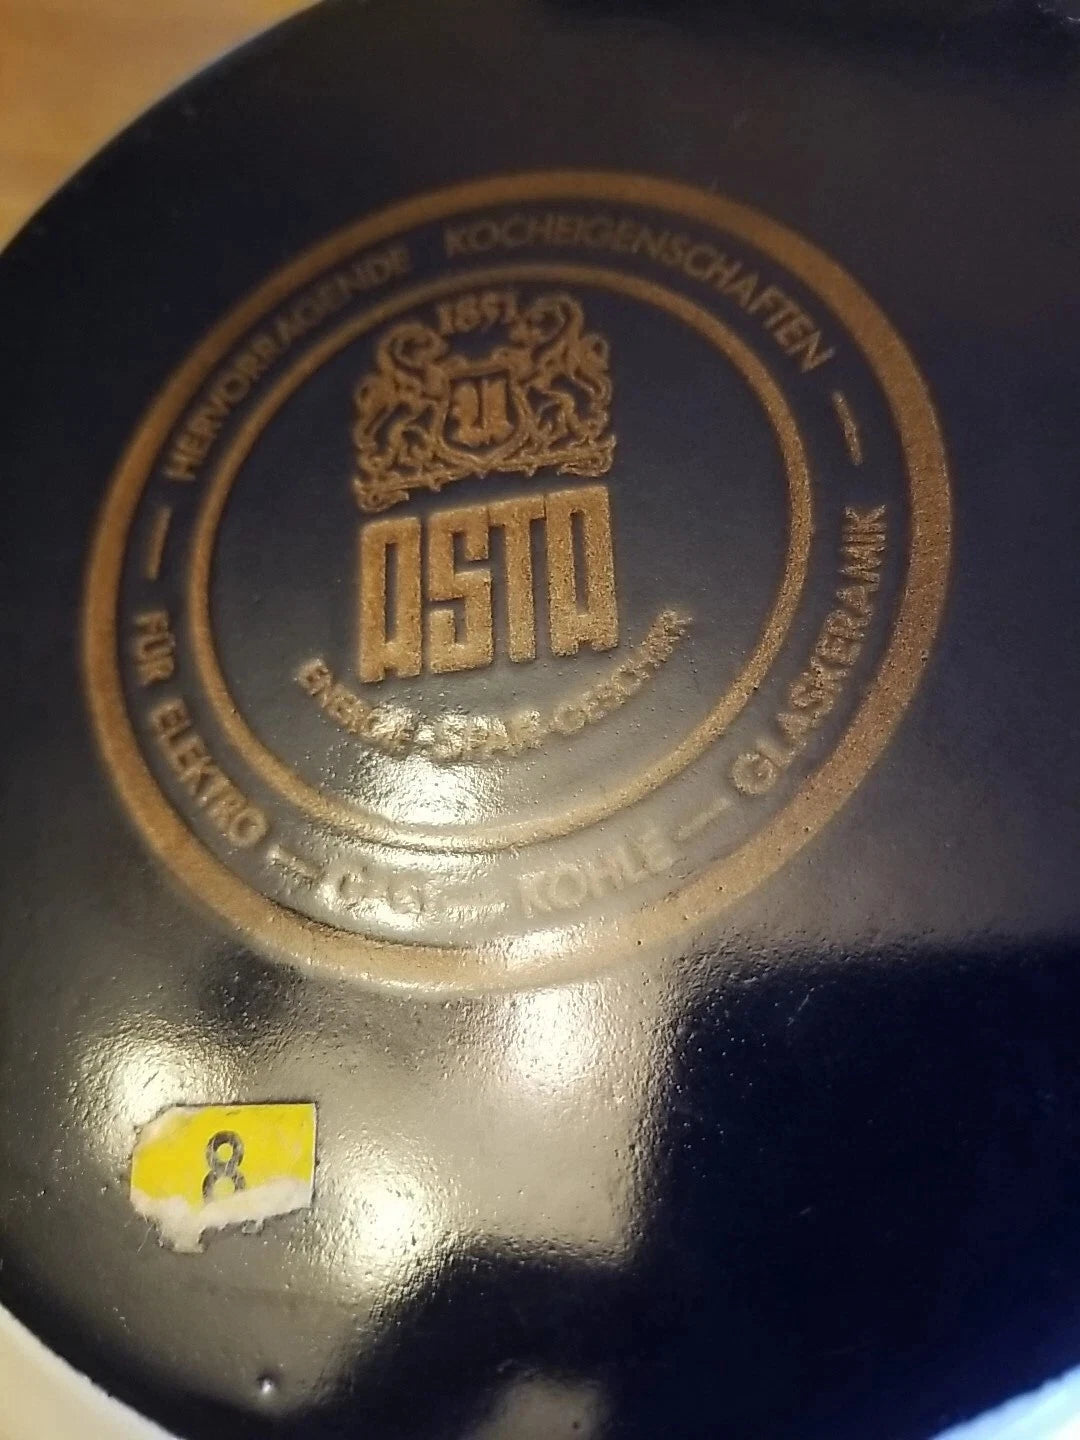 HERVORRAGENDE KOCHEIGENSCHAFTEN —
1851
ASTA
ENERGIE-SPAR-GESCHIRR
— FÜR ELEKTRO — GAS — KOHLE — GLASKERAMIK
8